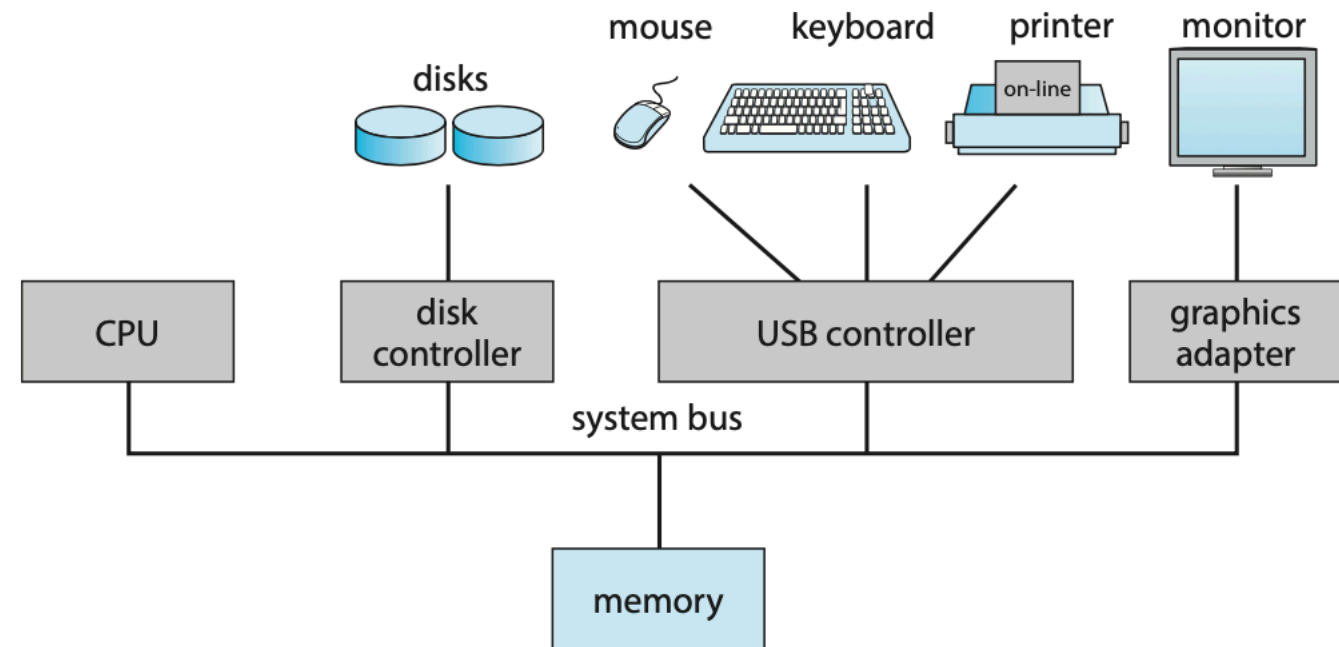 mouse
keyboard
printer
monitor
disks
on-line
CPU
disk
controller
USB controller
graphics
adapter
system bus
memory